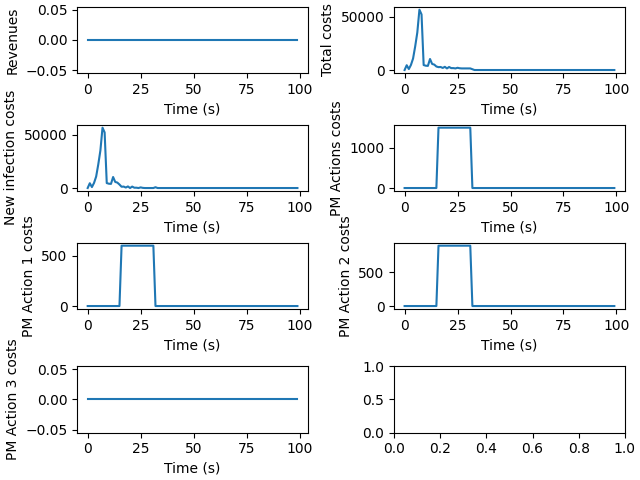 Revenues
0.05
0.00
−0.05
0 25 50 75 100
Time (s)
Total costs
50000
0
0 25 50 75 100
Time (s)
New infection costs
50000
0
0 25 50 75 100
Time (s)
PM Actions costs
1000
0
0 25 50 75 100
Time (s)
PM Action 1 costs
500
0
0 25 50 75 100
Time (s)
PM Action 2 costs
500
0
0 25 50 75 100
Time (s)
PM Action 3 costs
0.05
0.00
−0.05
0 25 50 75 100
Time (s)
1.0
0.5
0.0
0.0 0.2 0.4 0.6 0.8 1.0